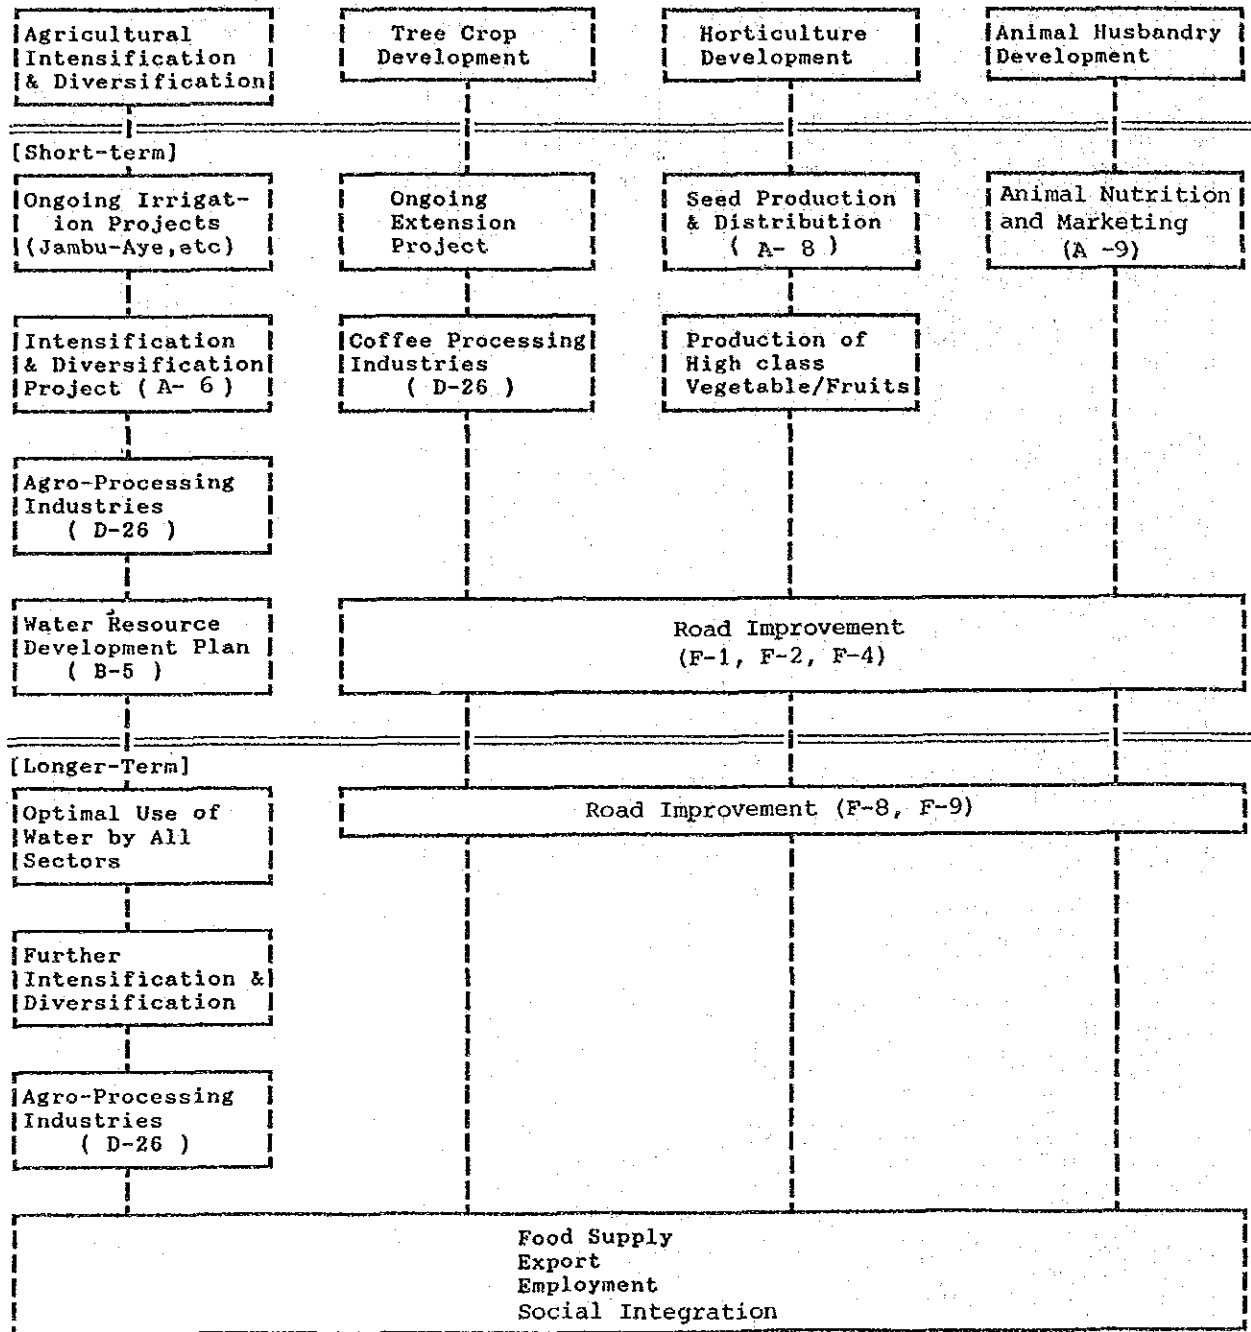 Agricultural
Intensification
& Diversification
Tree Crop
Development
Horticulture
Development
Animal Husbandry
Development
[Short-term]
Ongoing Irrigat-
ion Projects
(Jambu-Aye,etc)
Ongoing
Extension
Project
Seed Production
& Distribution
( A- 8 )
Animal Nutrition
and Marketing
(A -9)
Intensification
& Diversification
Project ( A- 6 )
Coffee Processing
Industries
( D-26 )
Production of
High class
Vegetable/Fruits
Agro-Processing
Industries
( D-26 )
Water Resource
Development Plan
( B-5 )
Road Improvement
(F-1, F-2, F-4)
[Longer-Term]
Optimal Use of
Water by All
Sectors
Road Improvement (F-8, F-9)
Further
Intensification &
Diversification
Agro-Processing
Industries
( D-26 )
Food Supply
Export
Employment
Social Integration